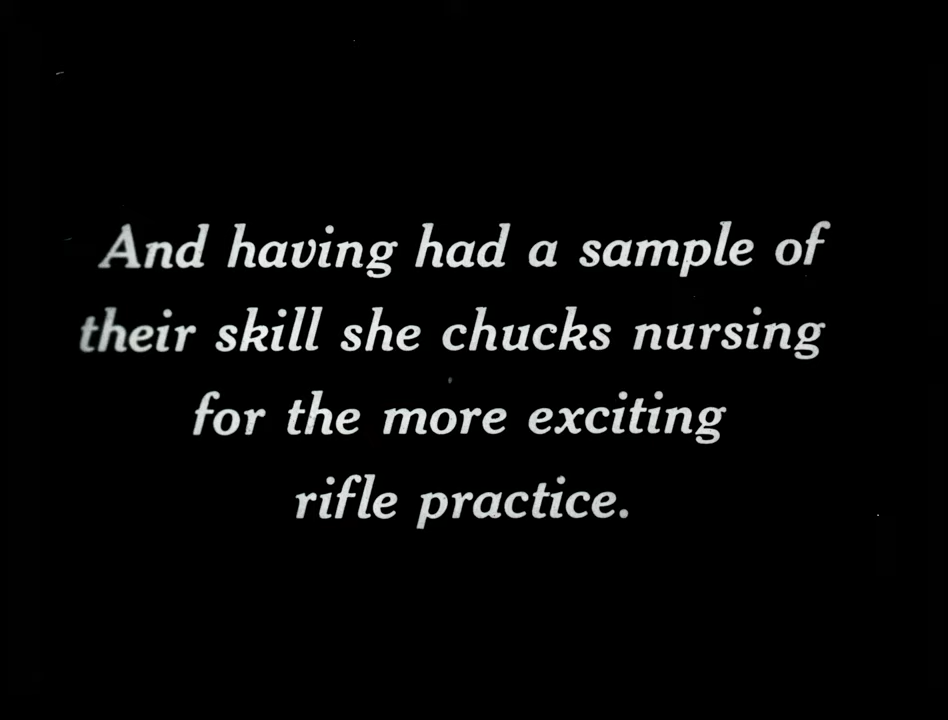 And having had a sample of
their skill she chucks nursing
for the more exciting
rifle practice.